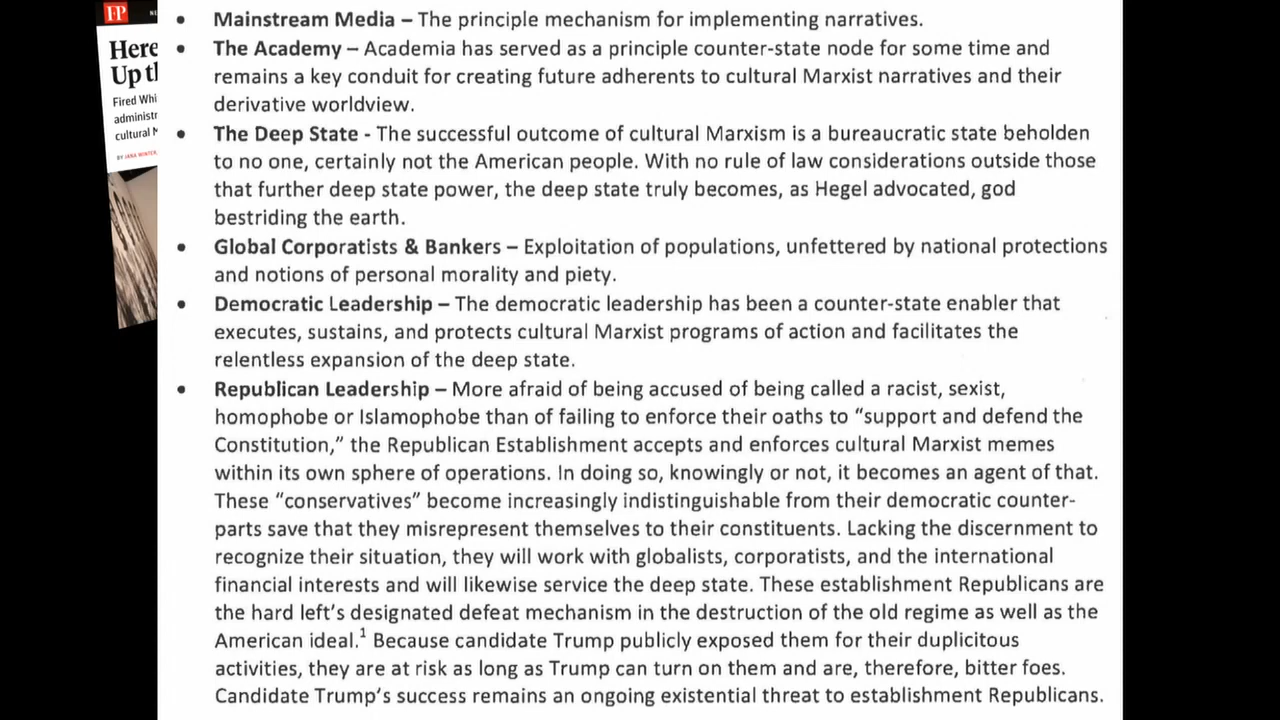 FP
Here
Up tl
Fired Whi
administr
cultural M
BY JANA WINTER,
• Mainstream Media – The principle mechanism for implementing narratives.
• The Academy – Academia has served as a principle counter-state node for some time and
remains a key conduit for creating future adherents to cultural Marxist narratives and their
derivative worldview.
• The Deep State - The successful outcome of cultural Marxism is a bureaucratic state beholden
to no one, certainly not the American people. With no rule of law considerations outside those
that further deep state power, the deep state truly becomes, as Hegel advocated, god
bestriding the earth.
• Global Corporatists & Bankers – Exploitation of populations, unfettered by national protections
and notions of personal morality and piety.
• Democratic Leadership – The democratic leadership has been a counter-state enabler that
executes, sustains, and protects cultural Marxist programs of action and facilitates the
relentless expansion of the deep state.
• Republican Leadership – More afraid of being accused of being called a racist, sexist,
homophobe or Islamophobe than of failing to enforce their oaths to “support and defend the
Constitution,” the Republican Establishment accepts and enforces cultural Marxist memes
within its own sphere of operations. In doing so, knowingly or not, it becomes an agent of that.
These “conservatives” become increasingly indistinguishable from their democratic counter-
parts save that they misrepresent themselves to their constituents. Lacking the discernment to
recognize their situation, they will work with globalists, corporatists, and the international
financial interests and will likewise service the deep state. These establishment Republicans are
the hard left’s designated defeat mechanism in the destruction of the old regime as well as the
American ideal.¹ Because candidate Trump publicly exposed them for their duplicitous
activities, they are at risk as long as Trump can turn on them and are, therefore, bitter foes.
Candidate Trump’s success remains an ongoing existential threat to establishment Republicans.